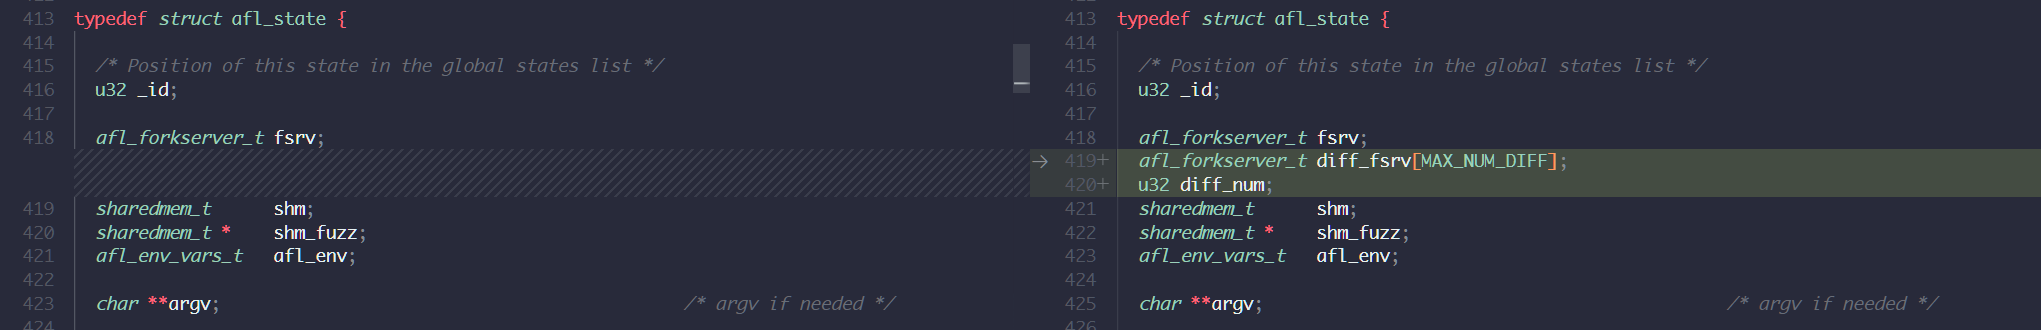 413 typedef struct afl_state {
414
415 /* Position of this state in the global states list */
416 u32 _id;
417
418 afl_forkserver_t fsrv;
419 sharedmem_t shm;
420 sharedmem_t * shm_fuzz;
421 afl_env_vars_t afl_env;
422
423 char **argv; /* argv if needed */
424
413 typedef struct afl_state {
414
415 /* Position of this state in the global states list */
416 u32 _id;
417
418 afl_forkserver_t fsrv;
→ 419+ afl_forkserver_t diff_fsrv[MAX_NUM_DIFF];
420+ u32 diff_num;
421 sharedmem_t shm;
422 sharedmem_t * shm_fuzz;
423 afl_env_vars_t afl_env;
424
425 char **argv; /* argv if needed */
426